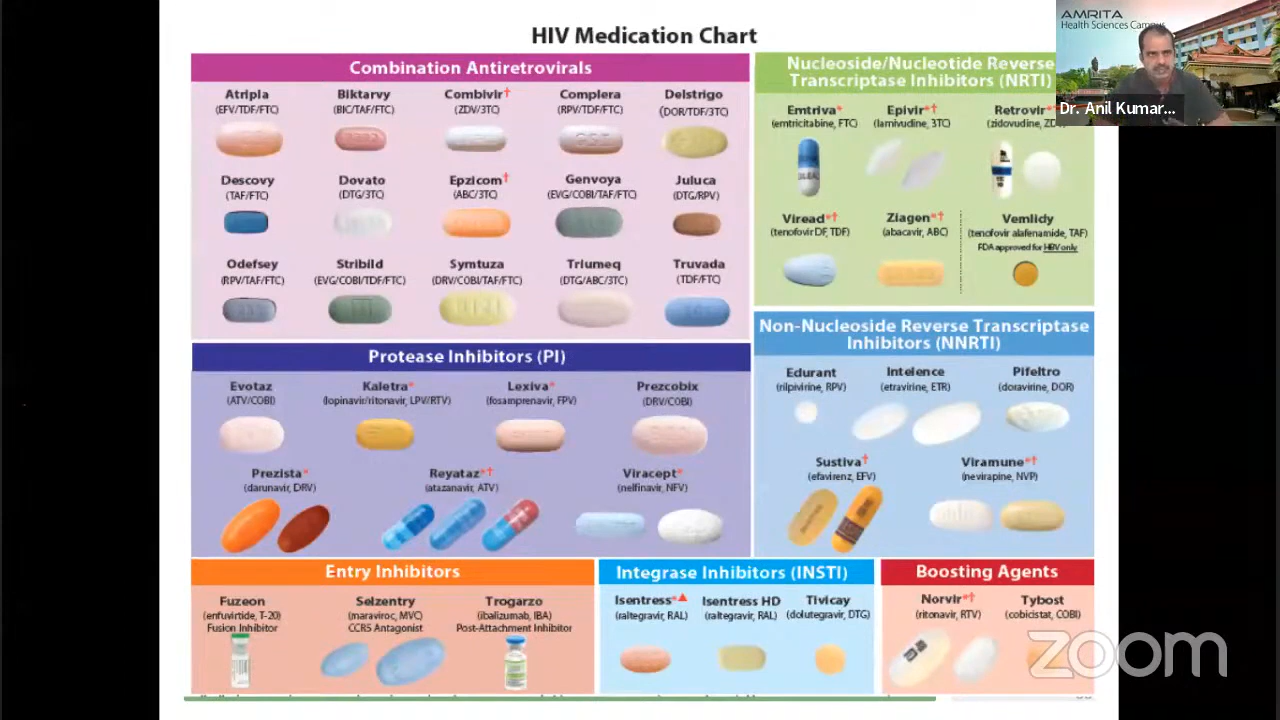 HIV Medication Chart
AMRITA
Health Sciences Campus
Dr. Anil Kumar...
Combination Antiretrovirals
Atripla
(EFV/TDF/FTC)
Biktarvy
(BIC/TAF/FTC)
Combivir†
(ZDV/3TC)
Complera
(RPV/TDF/FTC)
Delstrigo
(DOR/TDF/3TC)
Descovy
(TAF/FTC)
Dovato
(DTG/3TC)
Epzicom†
(ABC/3TC)
Genvoya
(EVG/COBI/TAF/FTC)
Juluca
(DTG/RPV)
Odefsey
(RPV/TAF/FTC)
Stribild
(EVG/COBI/TDF/FTC)
Symtuza
(DRV/COBI/TAF/FTC)
Triumeq
(DTG/ABC/3TC)
Truvada
(TDF/FTC)
Nucleoside/Nucleotide Reverse
Transcriptase Inhibitors (NRTI)
Emtriva*
(emtricitabine, FTC)
Epivir*†
(lamivudine, 3TC)
Retrovir*
(zidovudine, ZD
Viread*†
(tenofovir DF, TDF)
Ziagen*†
(abacavir, ABC)
Vemlidy
(tenofovir alafenamide, TAF)
FDA approved for HBV only
Protease Inhibitors (PI)
Evotaz
(ATV/COBI)
Kaletra*
(lopinavir/ritonavir, LPV/RTV)
Lexiva*
(fosamprenavir, FPV)
Prezcobix
(DRV/COBI)
Prezista*
(darunavir, DRV)
Reyataz*†
(atazanavir, ATV)
Viracept*
(nelfinavir, NFV)
Non-Nucleoside Reverse Transcriptase
Inhibitors (NNRTI)
Edurant
(rilpivirine, RPV)
Intelence
(etravirine, ETR)
Pifeltro
(doravirine, DOR)
Sustiva†
(efavirenz, EFV)
Viramune*†
(nevirapine, NVP)
Entry Inhibitors
Fuzeon
(enfuvirtide, T-20)
Fusion Inhibitor
Selzentry
(maraviroc, MVC)
CCR5 Antagonist
Trogarzo
(ibalizumab, IBA)
Post-Attachment Inhibitor
Integrase Inhibitors (INSTI)
Isentress*▲
(raltegravir, RAL)
Isentress HD
(raltegravir, RAL)
Tivicay
(dolutegravir, DTG)
Boosting Agents
Norvir*†
(ritonavir, RTV)
Tybost
(cobicistat, COBI)
zoom